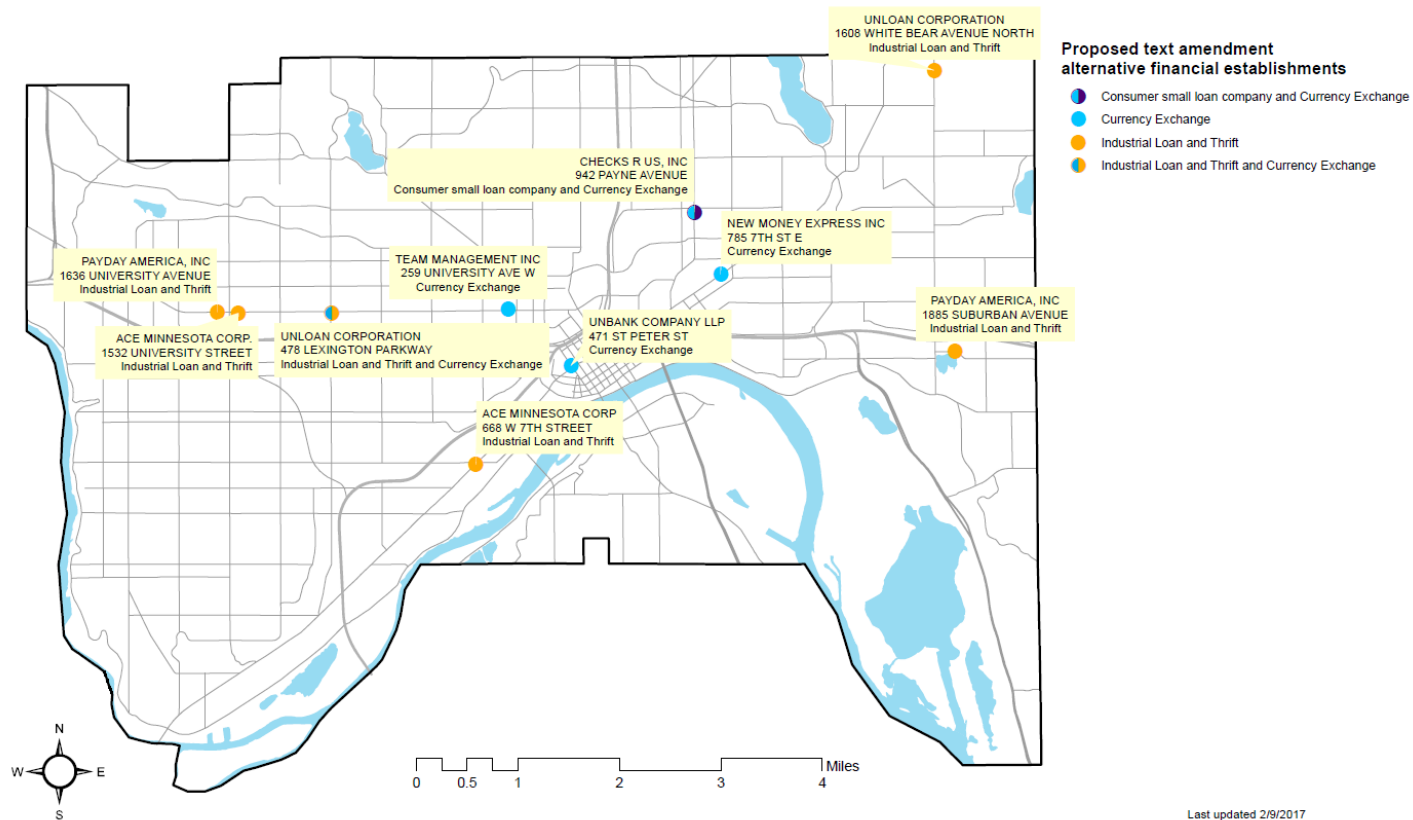 UNLOAN CORPORATION
1608 WHITE BEAR AVENUE NORTH
Industrial Loan and Thrift
Proposed text amendment
alternative financial establishments
Consumer small loan company and Currency Exchange
Currency Exchange
Industrial Loan and Thrift
Industrial Loan and Thrift and Currency Exchange
CHECKS R US, INC
942 PAYNE AVENUE
Consumer small loan company and Currency Exchange
NEW MONEY EXPRESS INC
785 7TH ST E
Currency Exchange
PAYDAY AMERICA, INC
1636 UNIVERSITY AVENUE
Industrial Loan and Thrift
TEAM MANAGEMENT INC
259 UNIVERSITY AVE W
Currency Exchange
PAYDAY AMERICA, INC
1885 SUBURBAN AVENUE
Industrial Loan and Thrift
ACE MINNESOTA CORP.
1532 UNIVERSITY STREET
Industrial Loan and Thrift
UNLOAN CORPORATION
478 LEXINGTON PARKWAY
Industrial Loan and Thrift and Currency Exchange
UNBANK COMPANY LLP
471 ST PETER ST
Currency Exchange
ACE MINNESOTA CORP
668 W 7TH STREET
Industrial Loan and Thrift
N
W E
S
Miles
0 0.5 1 2 3 4
Last updated 2/9/2017